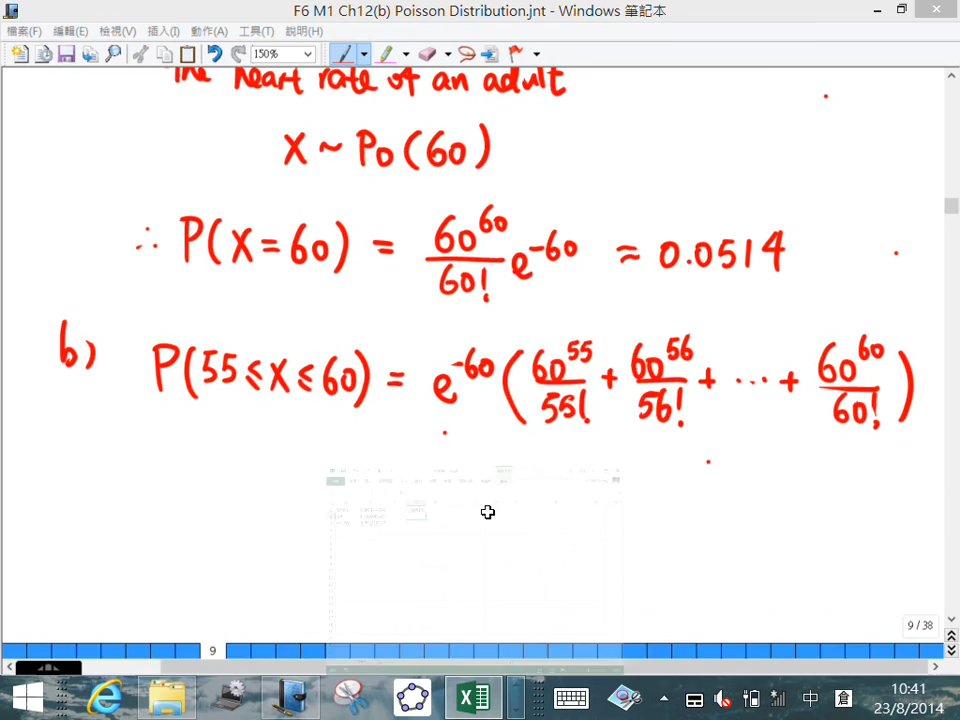 F6 M1 Ch12(b) Poisson Distribution.jnt - Windows 筆記本
檔案(F) 編輯(E) 檢視(V) 插入(I) 動作(A) 工具(T) 說明(H)
150%
The heart rate of an adult
X ~ Po(60)
∴ P(X=60) = 60^60/60! e^-60 ≈ 0.0514
b) P(55≤X≤60) = e^-60 (60^55/55! + 60^56/56! + ⋯ + 60^60/60!)
9 / 38
9
中 倉 10:41
23/8/2014